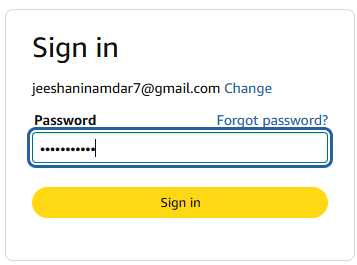 Sign in
jeeshaninamdar7@gmail.com Change
Password Forgot password?
•••••••••••
Sign in